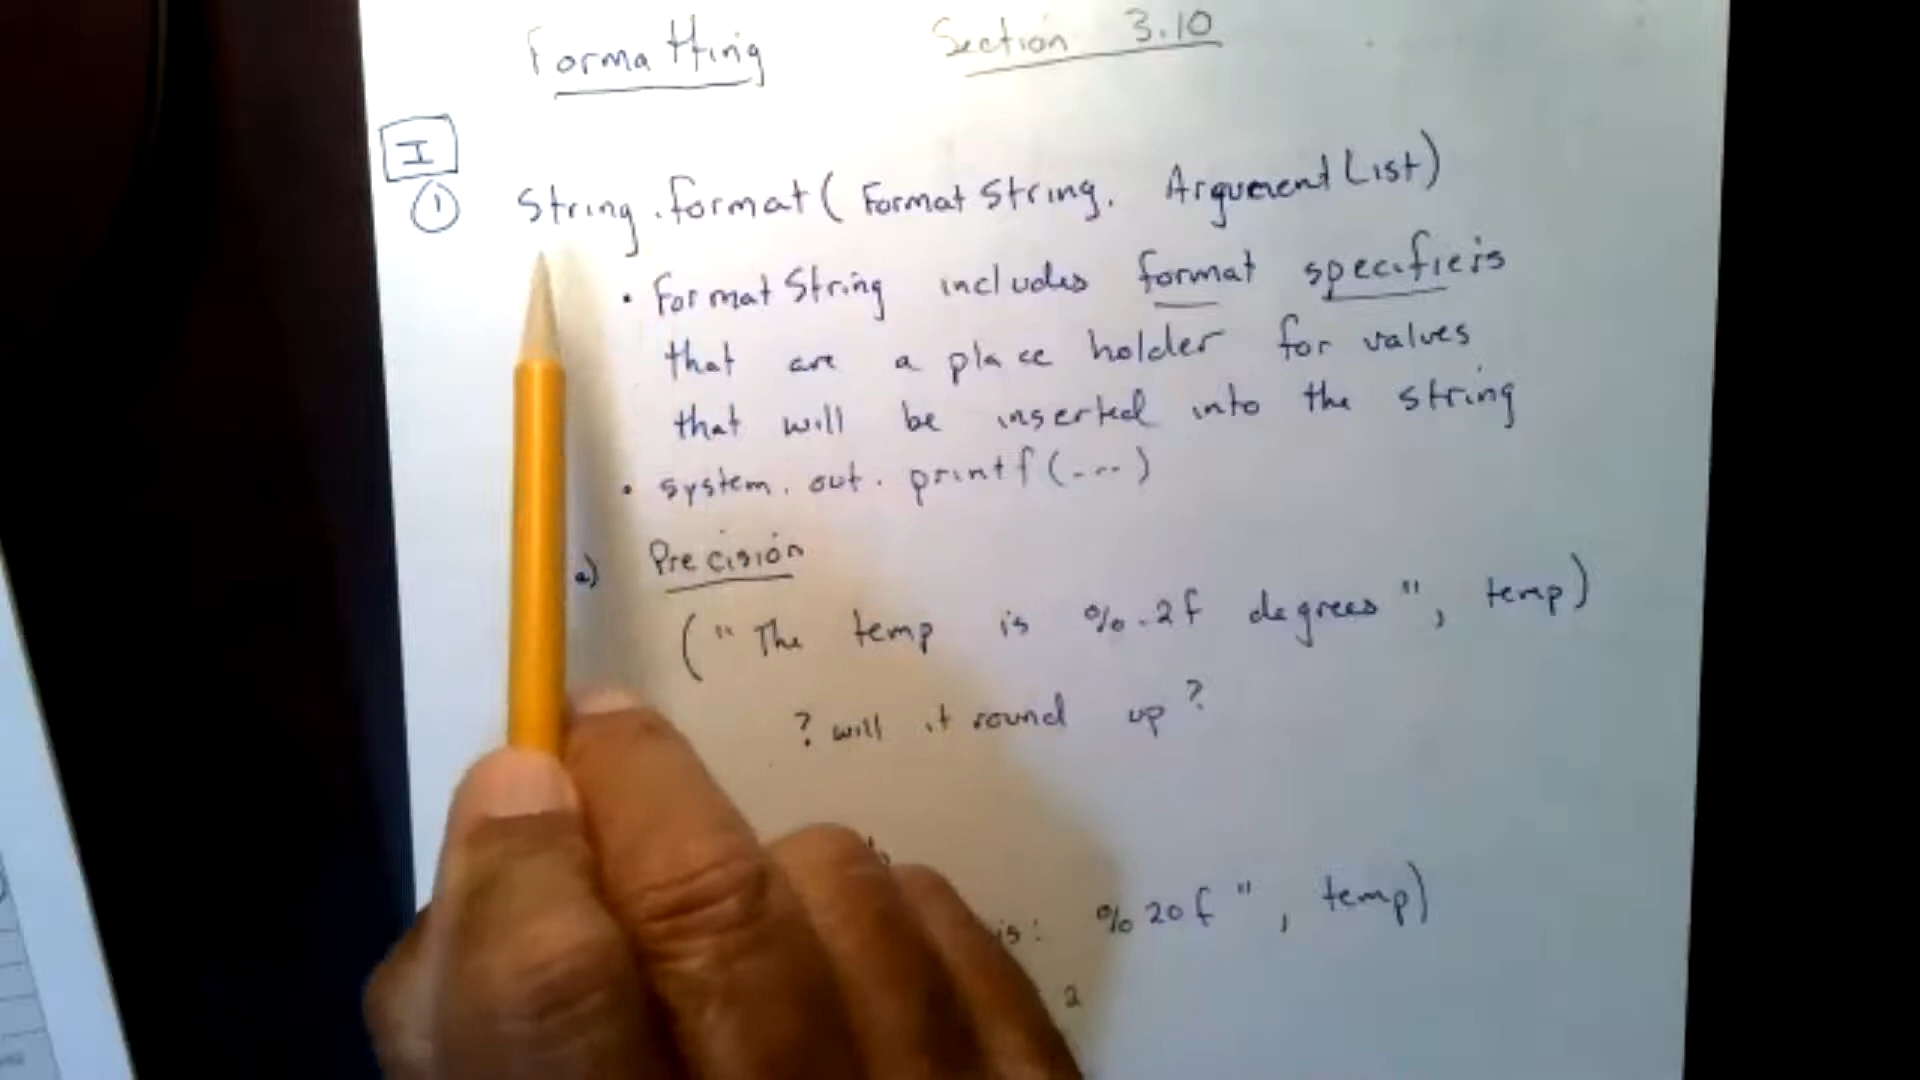 Formatting Section 3.10
I
① String.format( Format String. Arguement List)
• Format String includes format specifiers
that are a place holder for values
that will be inserted into the string
• system.out.printf(---)
a) Precision
("The temp is %.2f degrees", temp)
? will it round up?
is: %20f", temp)
2